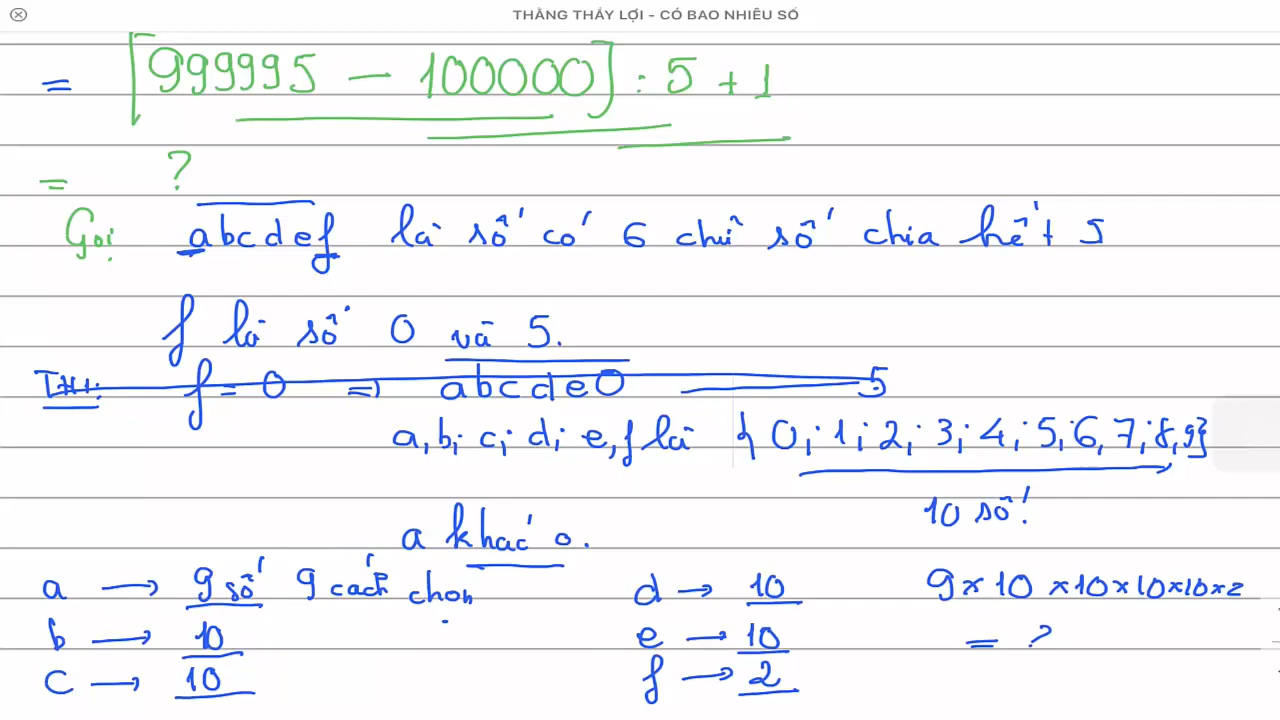 THẰNG THẦY LỢI - CÓ BAO NHIÊU SỐ
= [999995 - 100000] : 5 + 1
= ?
Gọi abcdef là số có 6 chữ số chia hết 5
f là số 0 và 5.
TH1: f = 0 => abcde0 5
a, b; c; d; e, f là { 0; 1; 2; 3; 4; 5; 6, 7; 8, 9}
10 số
a khác 0.
a → 9 số 9 cách chọn d → 10 9 x 10 x 10 x 10 x 10 x 2
b → 10 e → 10 = ?
c → 10 f → 2